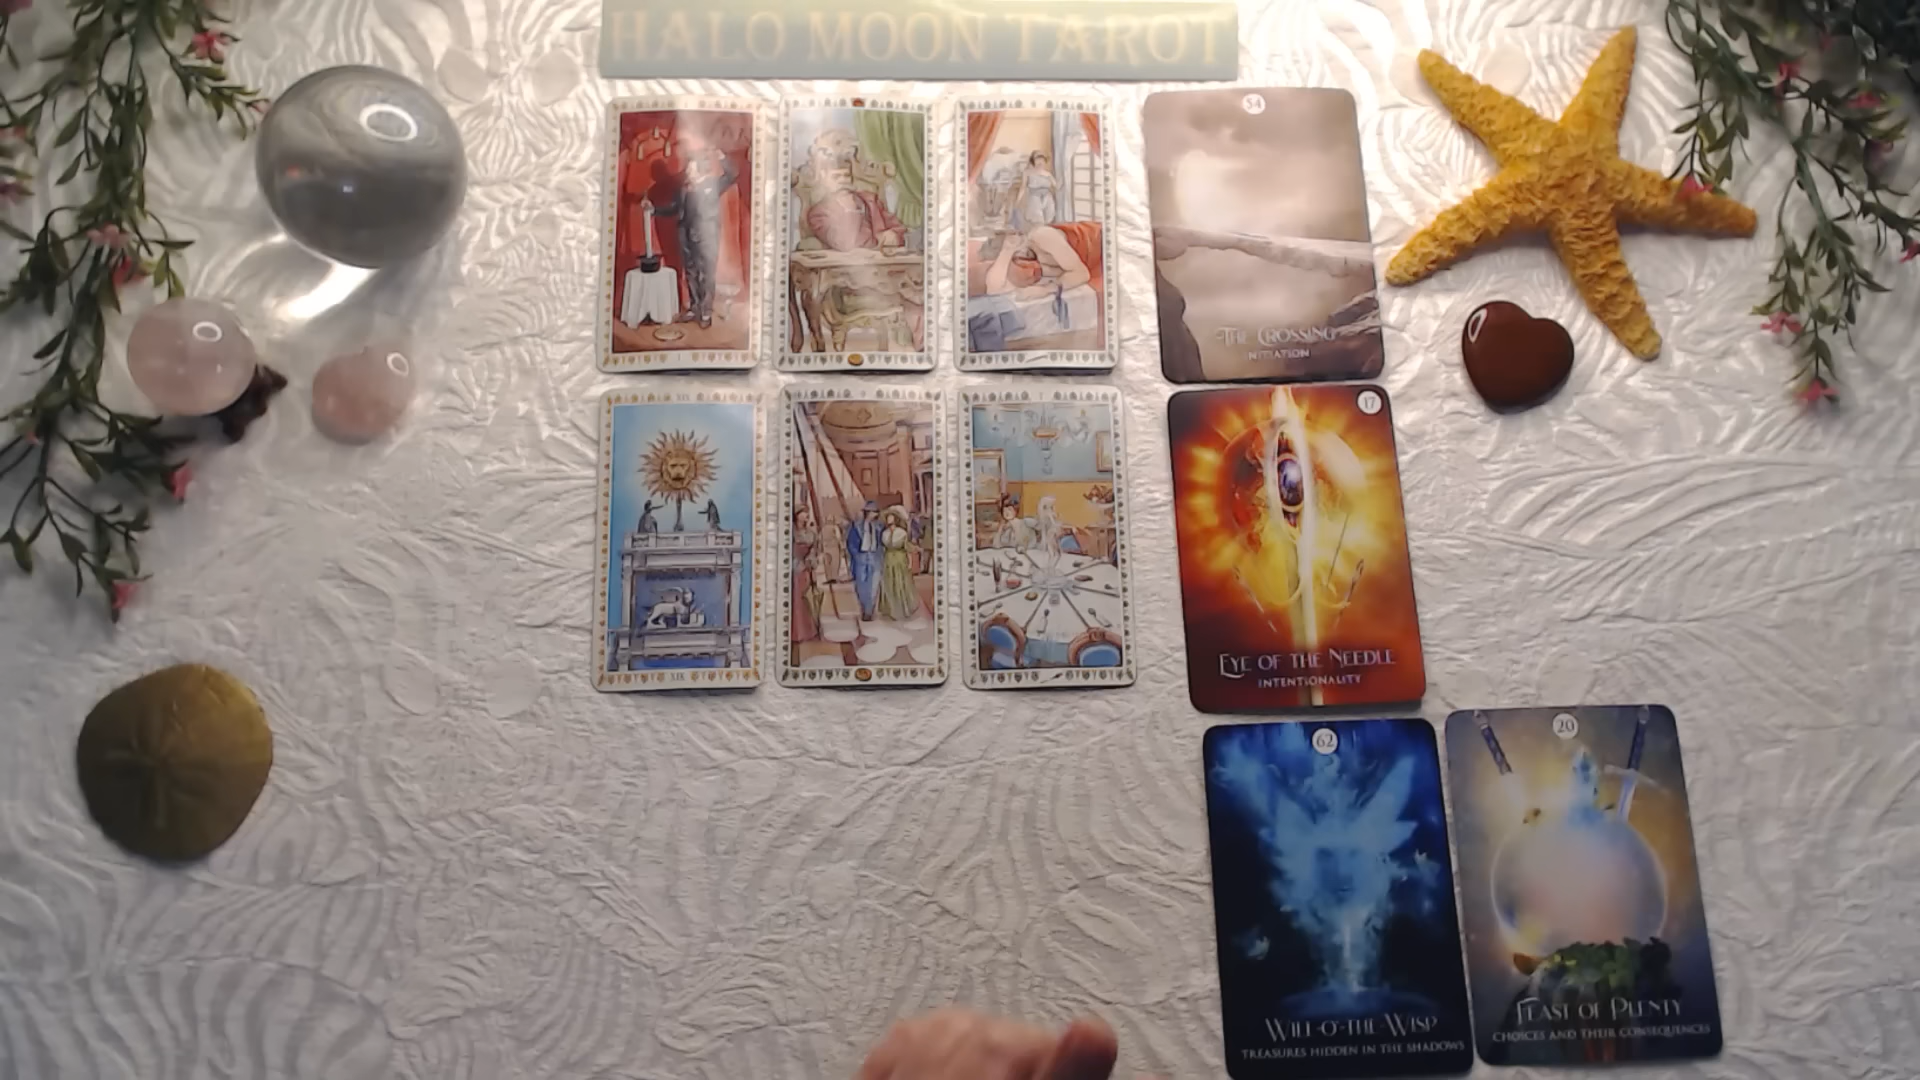 HALO MOON TAROT
54
THE CROSSING
INITIATION
I
XIX
XIX
17
EYE OF THE NEEDLE
INTENTIONALITY
62
WILL-O'-THE-WISP
TREASURES HIDDEN IN THE SHADOWS
20
FEAST OF PLENTY
CHOICES AND THEIR CONSEQUENCES